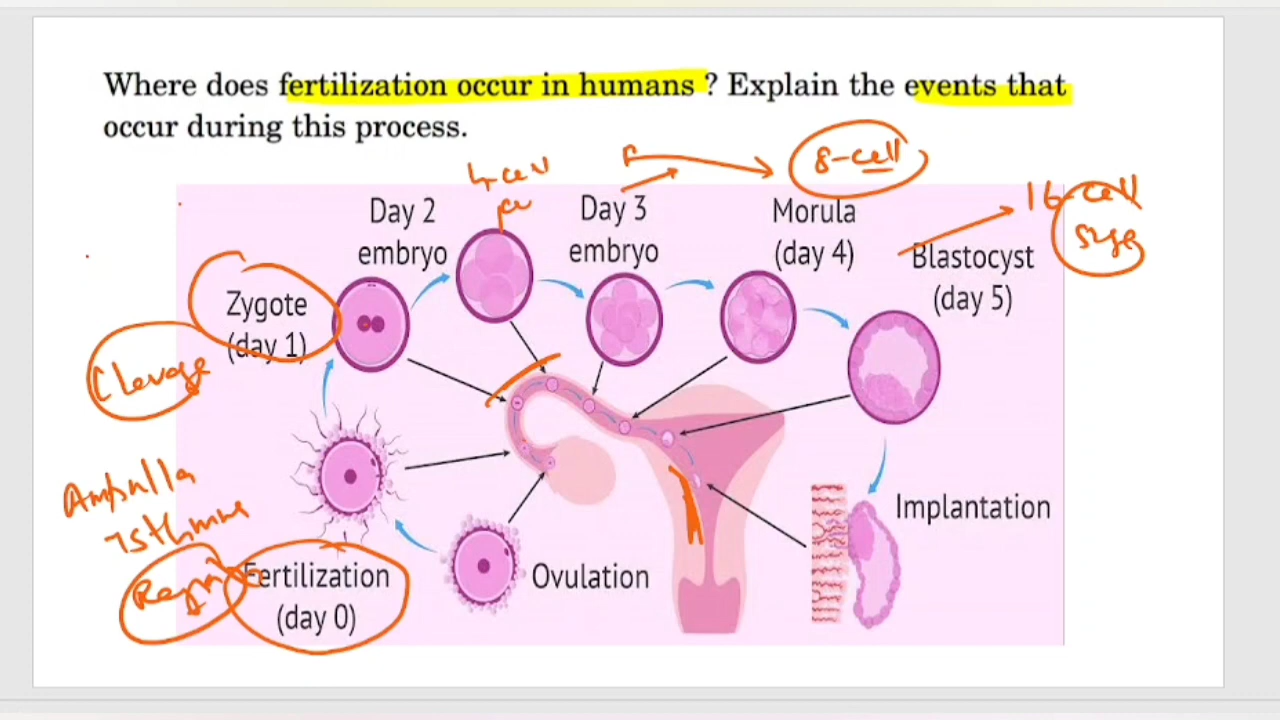 Where does fertilization occur in humans ? Explain the events that
occur during this process.
4 cell
8-cell
16-cell
Day 2
embryo
Day 3
embryo
Morula
(day 4)
Blastocyst
(day 5)
Zygote
(day 1)
Clevage
Ampulla
Isthmus
Region
Fertilization
(day 0)
Ovulation
Implantation